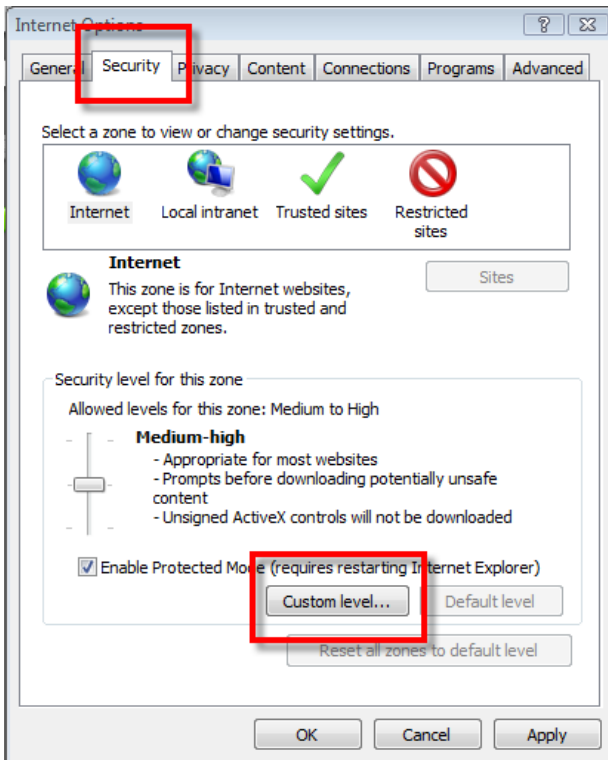 Internet Options
General Security Privacy Content Connections Programs Advanced
Select a zone to view or change security settings.
Internet Local intranet Trusted sites Restricted
sites
Internet
This zone is for Internet websites,
except those listed in trusted and
restricted zones.
Sites
Security level for this zone
Allowed levels for this zone: Medium to High
Medium-high
- Appropriate for most websites
- Prompts before downloading potentially unsafe
content
- Unsigned ActiveX controls will not be downloaded
Enable Protected Mode (requires restarting Internet Explorer)
Custom level... Default level
Reset all zones to default level
OK Cancel Apply